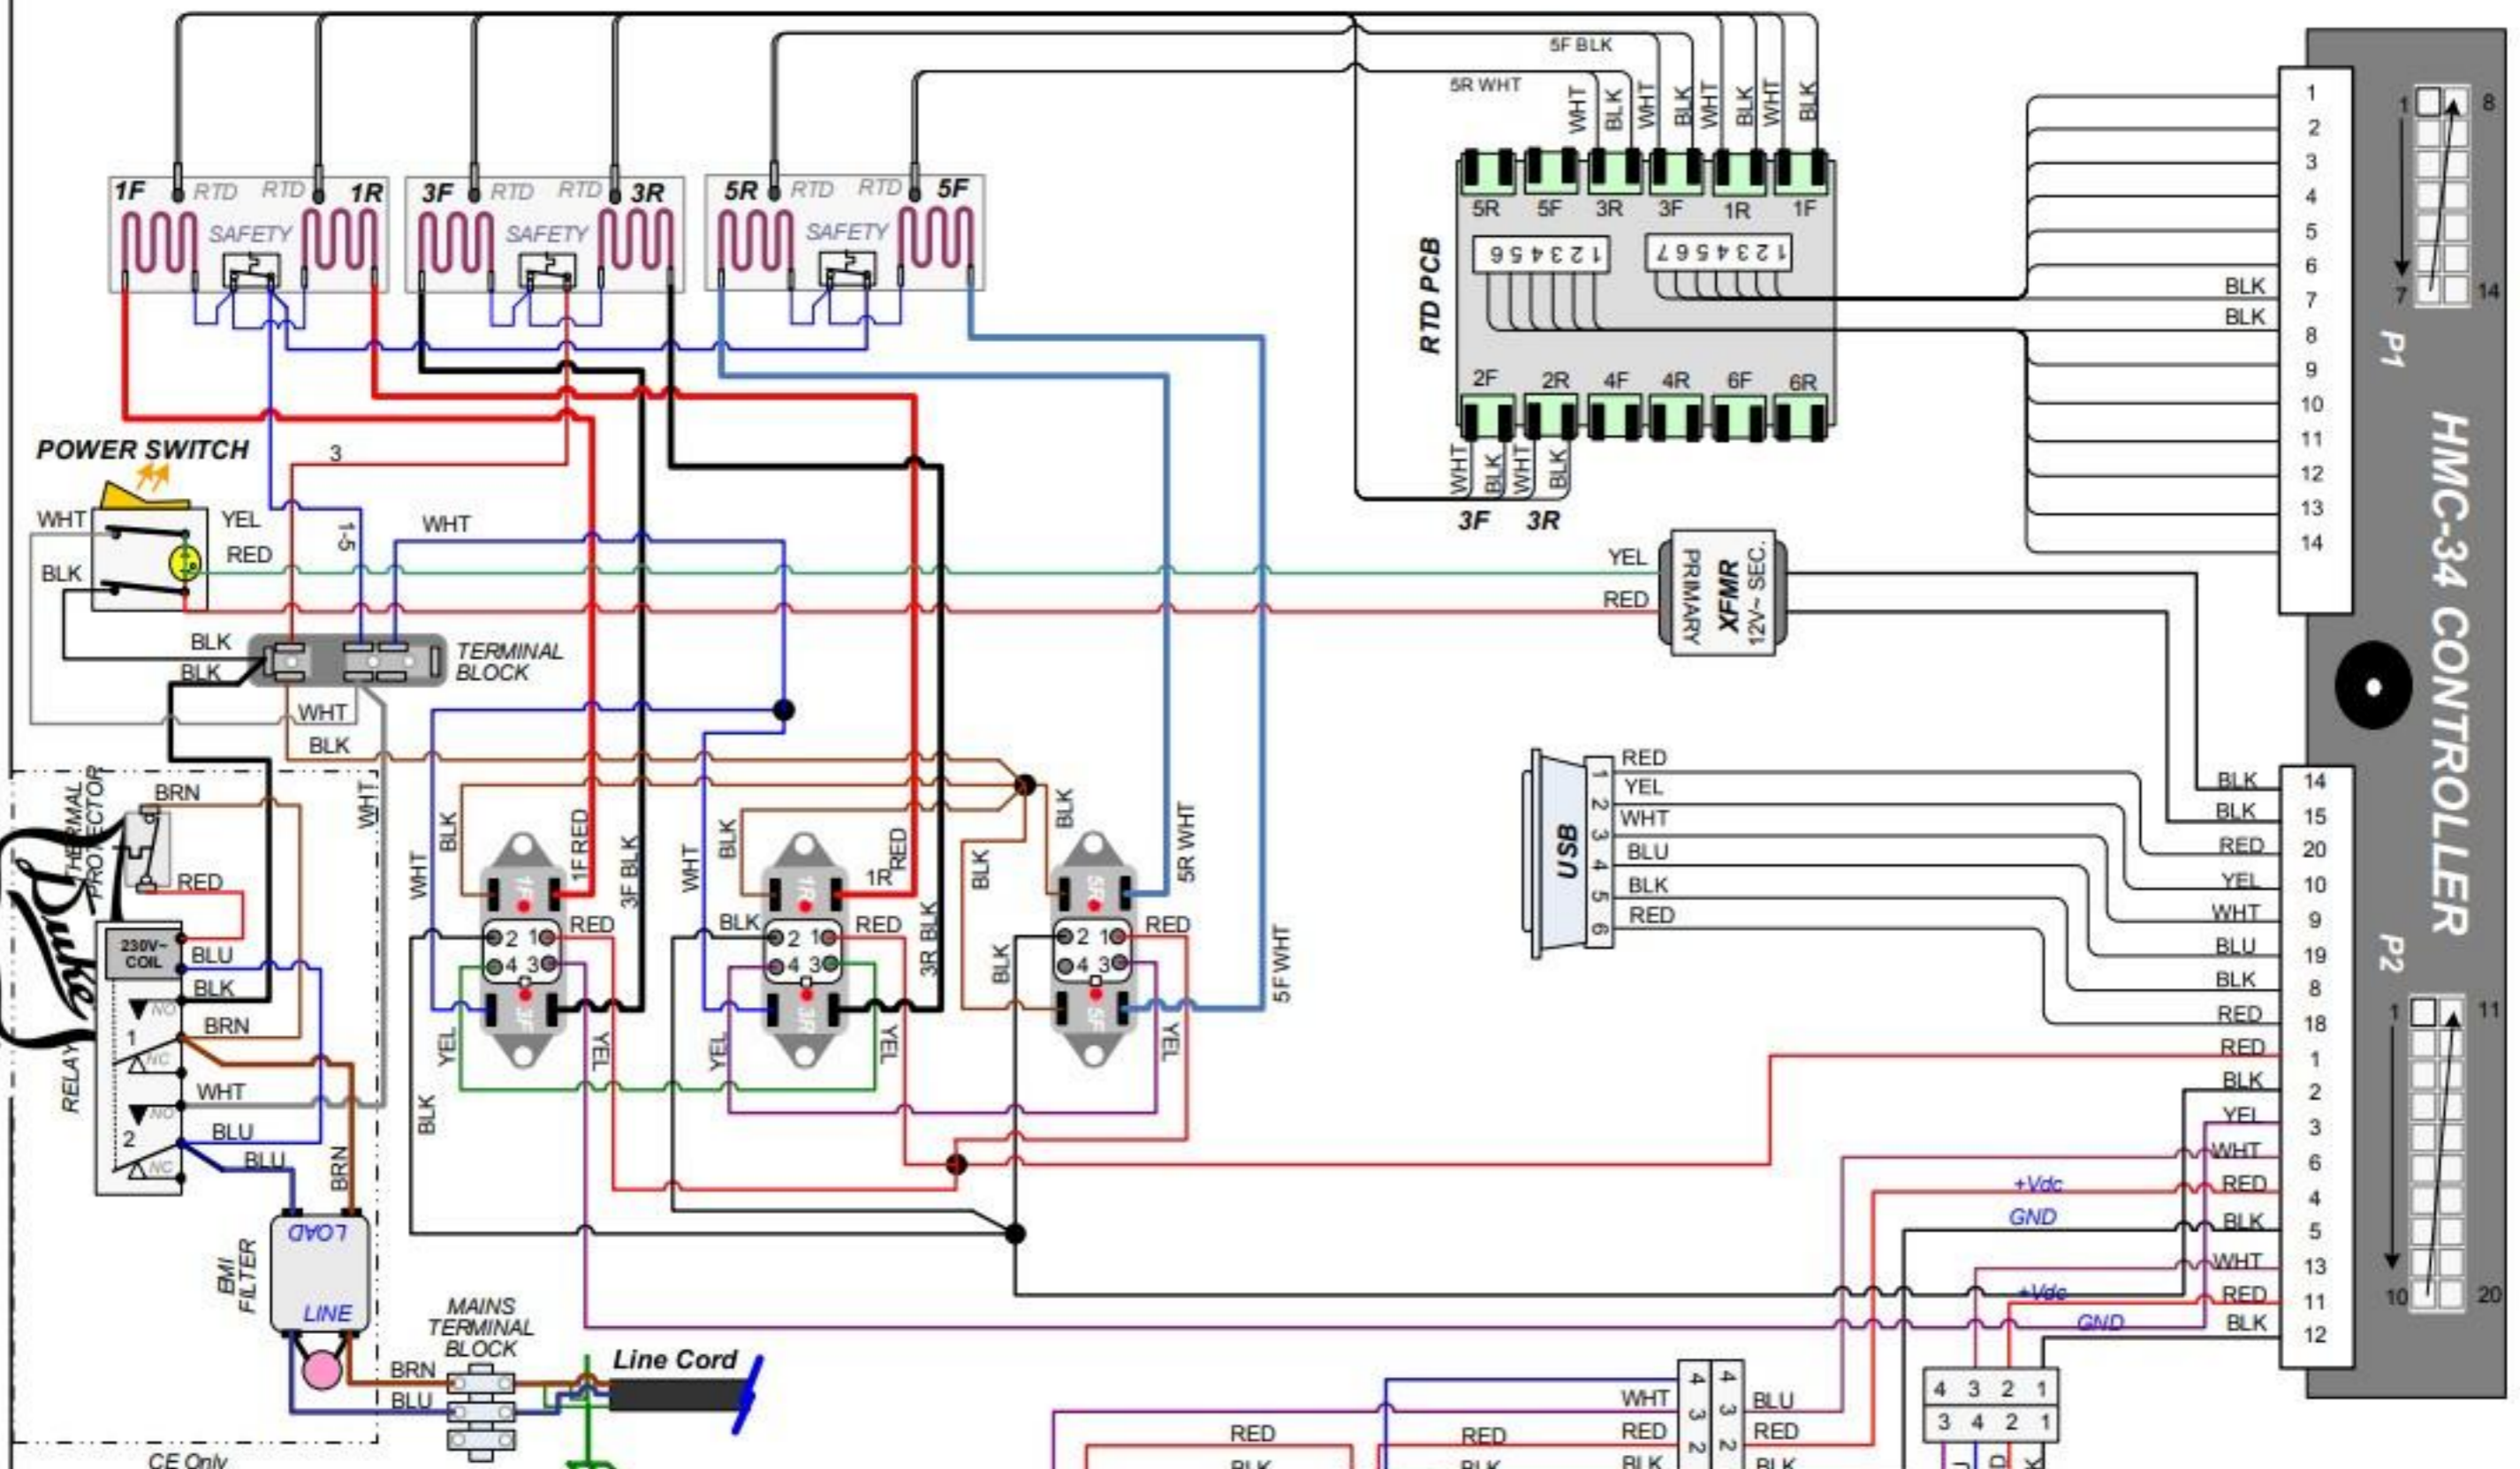 5F BLK
5R WHT
WHT
BLK
WHT
BLK
WHT
BLK
WHT
BLK
1F RTD RTD 1R
SAFETY
3F RTD RTD 3R
SAFETY
5R RTD RTD 5F
SAFETY
RTD PCB
5R 5F 3R 3F 1R 1F
6 5 4 3 2 1
7 6 5 4 3 2 1
2F 2R 4F 4R 6F 6R
WHT
BLK
WHT
BLK
3F 3R
1
2
3
4
5
6
BLK 7
BLK 8
9
10
11
12
13
14
1 8
7 14
P1
HMC-34 CONTROLLER
POWER SWITCH
3
WHT YEL
RED
BLK
1-5
WHT
BLK
BLK
TERMINAL
BLOCK
WHT
BLK
YEL
RED
PRIMARY
XFMR
12V~ SEC.
USB
1 RED
2 YEL
3 WHT
4 BLU
5 BLK
6 RED
BLK 14
BLK 15
RED 20
YEL 10
WHT 9
BLU 19
BLK 8
RED 18
RED 1
BLK 2
YEL 3
WHT 6
+Vdc RED 4
GND BLK 5
WHT 13
+Vdc RED 11
GND BLK 12
P2
1 11
10 20
THERMAL
PROTECTOR
BRN
WHT
RED
Duke
230V~
COIL
BLU
BLK
NO
1
BRN
NC
WHT
NO
2
BLU
NC
BLU
BRN
RELAY
LOAD
EMI
FILTER
LINE
CE Only
MAINS
TERMINAL
BLOCK
BRN
BLU
Line Cord
WHT
BLK
1F RED
3F BLK
1F
2 1
4 3
3F
RED
YEL
YEL
BLK
WHT
BLK
1R RED
3R BLK
1R
BLK
2 1
4 3
3R
RED
YEL
YEL
BLK
BLK
5R WHT
5F WHT
5R
2 1
4 3
5F
BLK
RED
YEL
4 4
WHT 3 3 BLU
RED RED RED 2 2 RED
BLK BLK BLK BLK
4 3 2 1
3 4 2 1